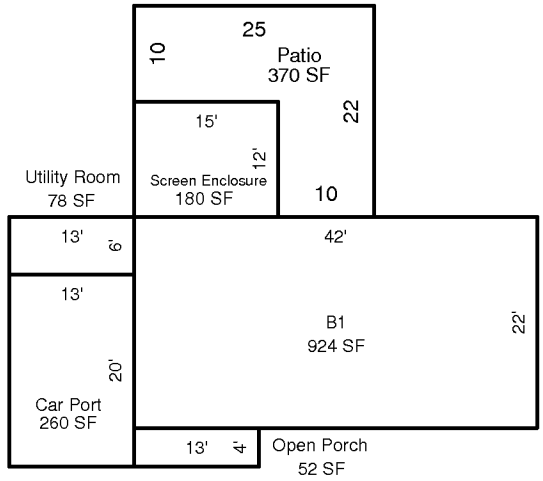 25
10
Patio
370 SF
22
15'
12'
Screen Enclosure
180 SF
10
Utility Room
78 SF
13'
6'
42'
13'
20'
Car Port
260 SF
B1
924 SF
22'
13'
4'
Open Porch
52 SF